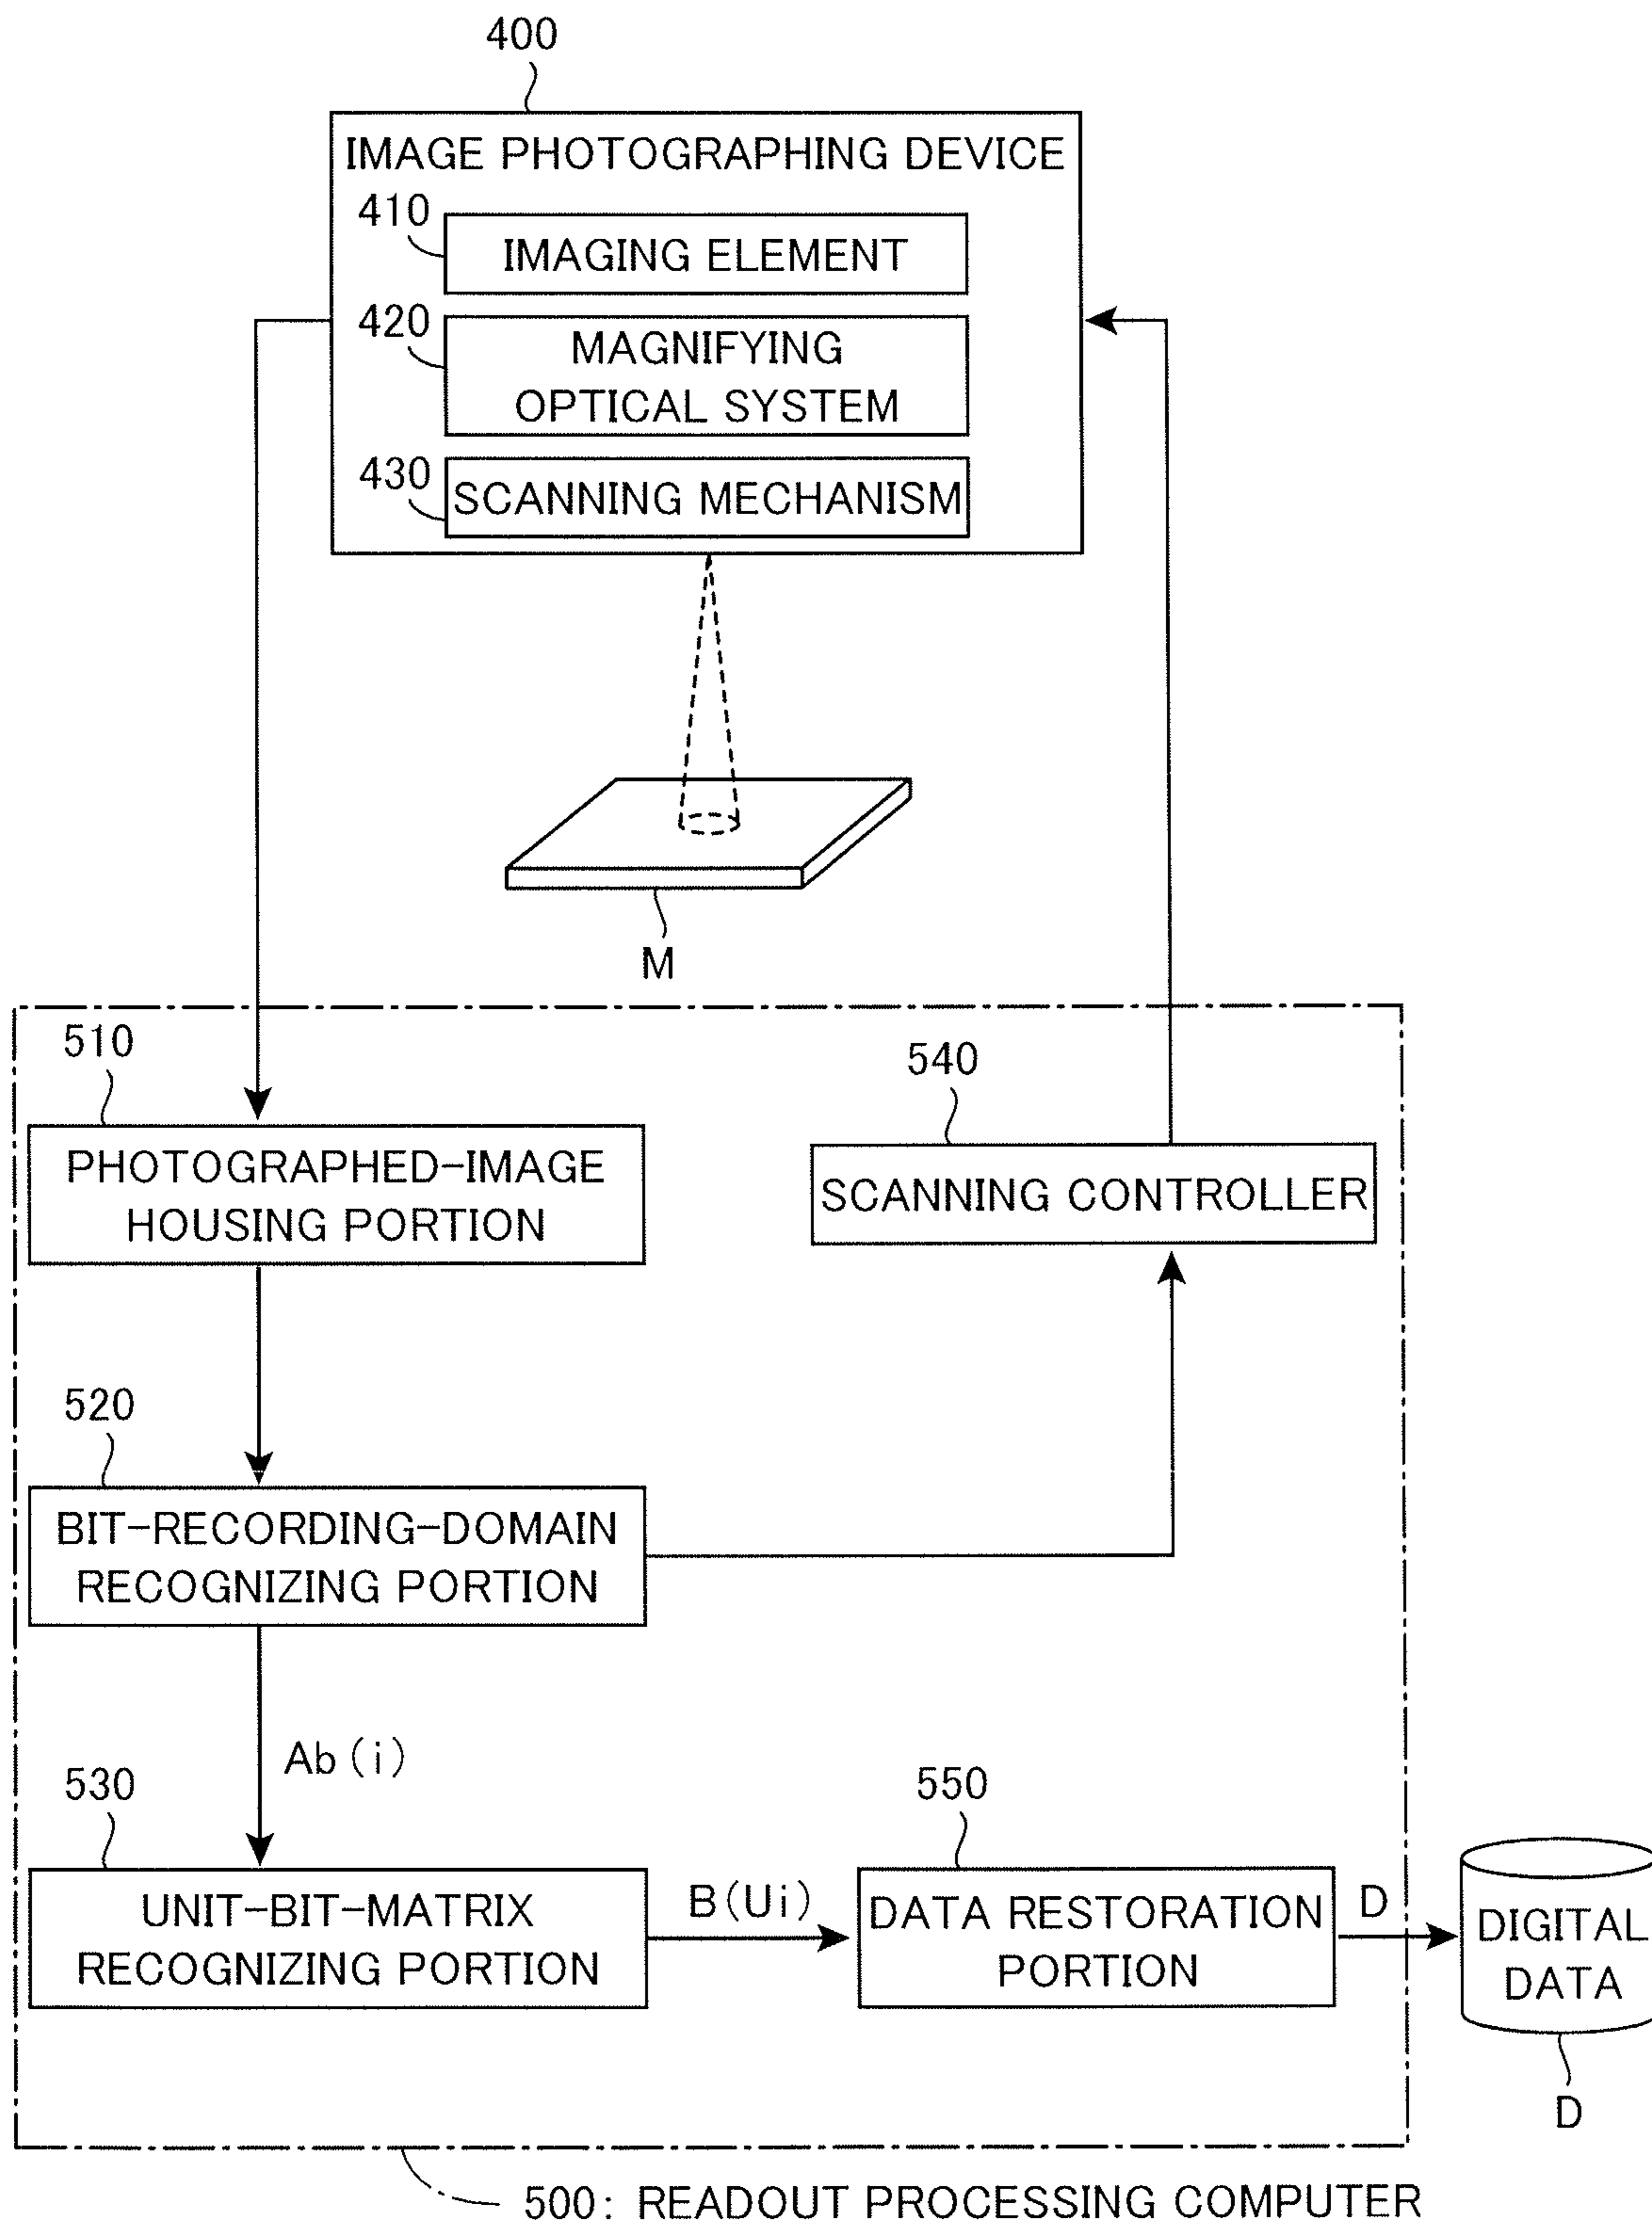 400
IMAGE PHOTOGRAPHING DEVICE
410
IMAGING ELEMENT
420
MAGNIFYING
OPTICAL SYSTEM
430
SCANNING MECHANISM
M
510
540
PHOTOGRAPHED-IMAGE
HOUSING PORTION
SCANNING CONTROLLER
520
BIT-RECORDING-DOMAIN
RECOGNIZING PORTION
Ab(i)
530
550
UNIT-BIT-MATRIX
RECOGNIZING PORTION
B(Ui)
DATA RESTORATION
PORTION
D
DIGITAL
DATA
D
500: READOUT PROCESSING COMPUTER